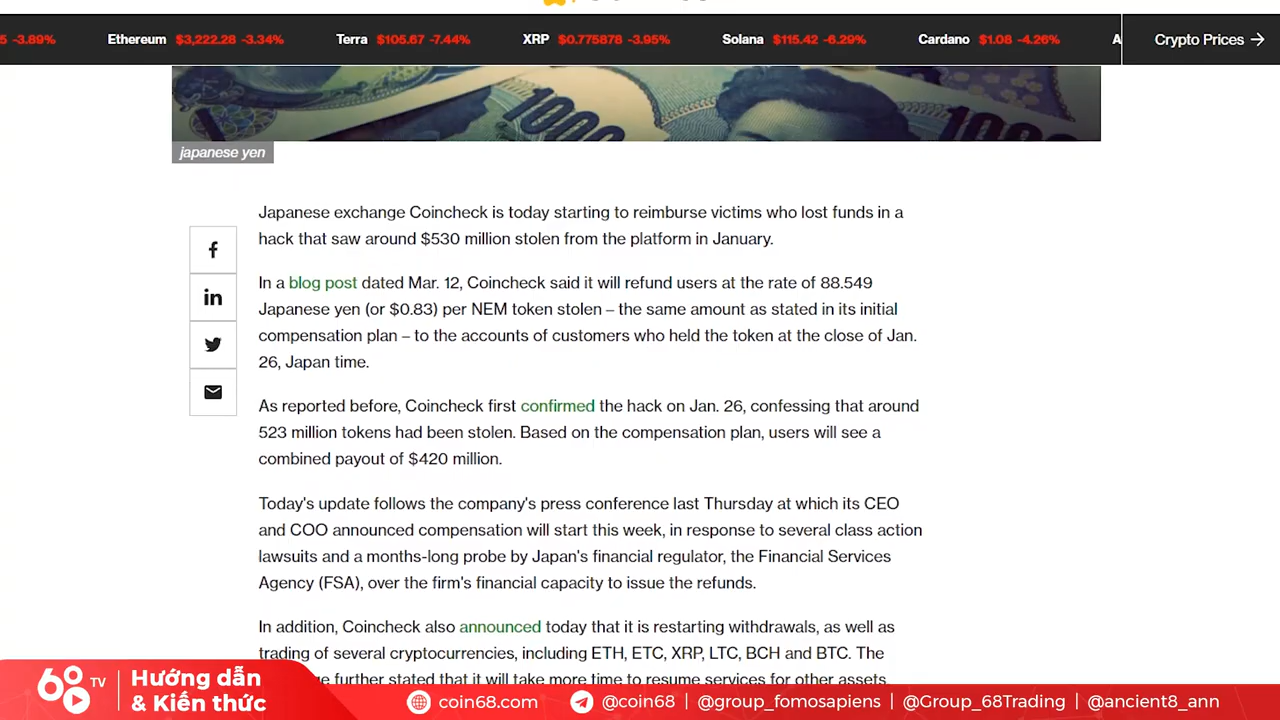 5 -3.89% Ethereum $3,222.28 -3.34% Terra $105.67 -7.44% XRP $0.775878 -3.95% Solana $115.42 -6.29% Cardano $1.08 -4.26% A Crypto Prices →
1000 1000
japanese yen
Japanese exchange Coincheck is today starting to reimburse victims who lost funds in a
hack that saw around $530 million stolen from the platform in January.
In a blog post dated Mar. 12, Coincheck said it will refund users at the rate of 88.549
Japanese yen (or $0.83) per NEM token stolen – the same amount as stated in its initial
compensation plan – to the accounts of customers who held the token at the close of Jan.
26, Japan time.
As reported before, Coincheck first confirmed the hack on Jan. 26, confessing that around
523 million tokens had been stolen. Based on the compensation plan, users will see a
combined payout of $420 million.
Today's update follows the company's press conference last Thursday at which its CEO
and COO announced compensation will start this week, in response to several class action
lawsuits and a months-long probe by Japan's financial regulator, the Financial Services
Agency (FSA), over the firm's financial capacity to issue the refunds.
In addition, Coincheck also announced today that it is restarting withdrawals, as well as
trading of several cryptocurrencies, including ETH, ETC, XRP, LTC, BCH and BTC. The
further stated that it will take more time to resume services for other assets.
68 TV
Hướng dẫn
& Kiến thức
coin68.com @coin68 | @group_fomosapiens | @Group_68Trading | @ancient8_ann